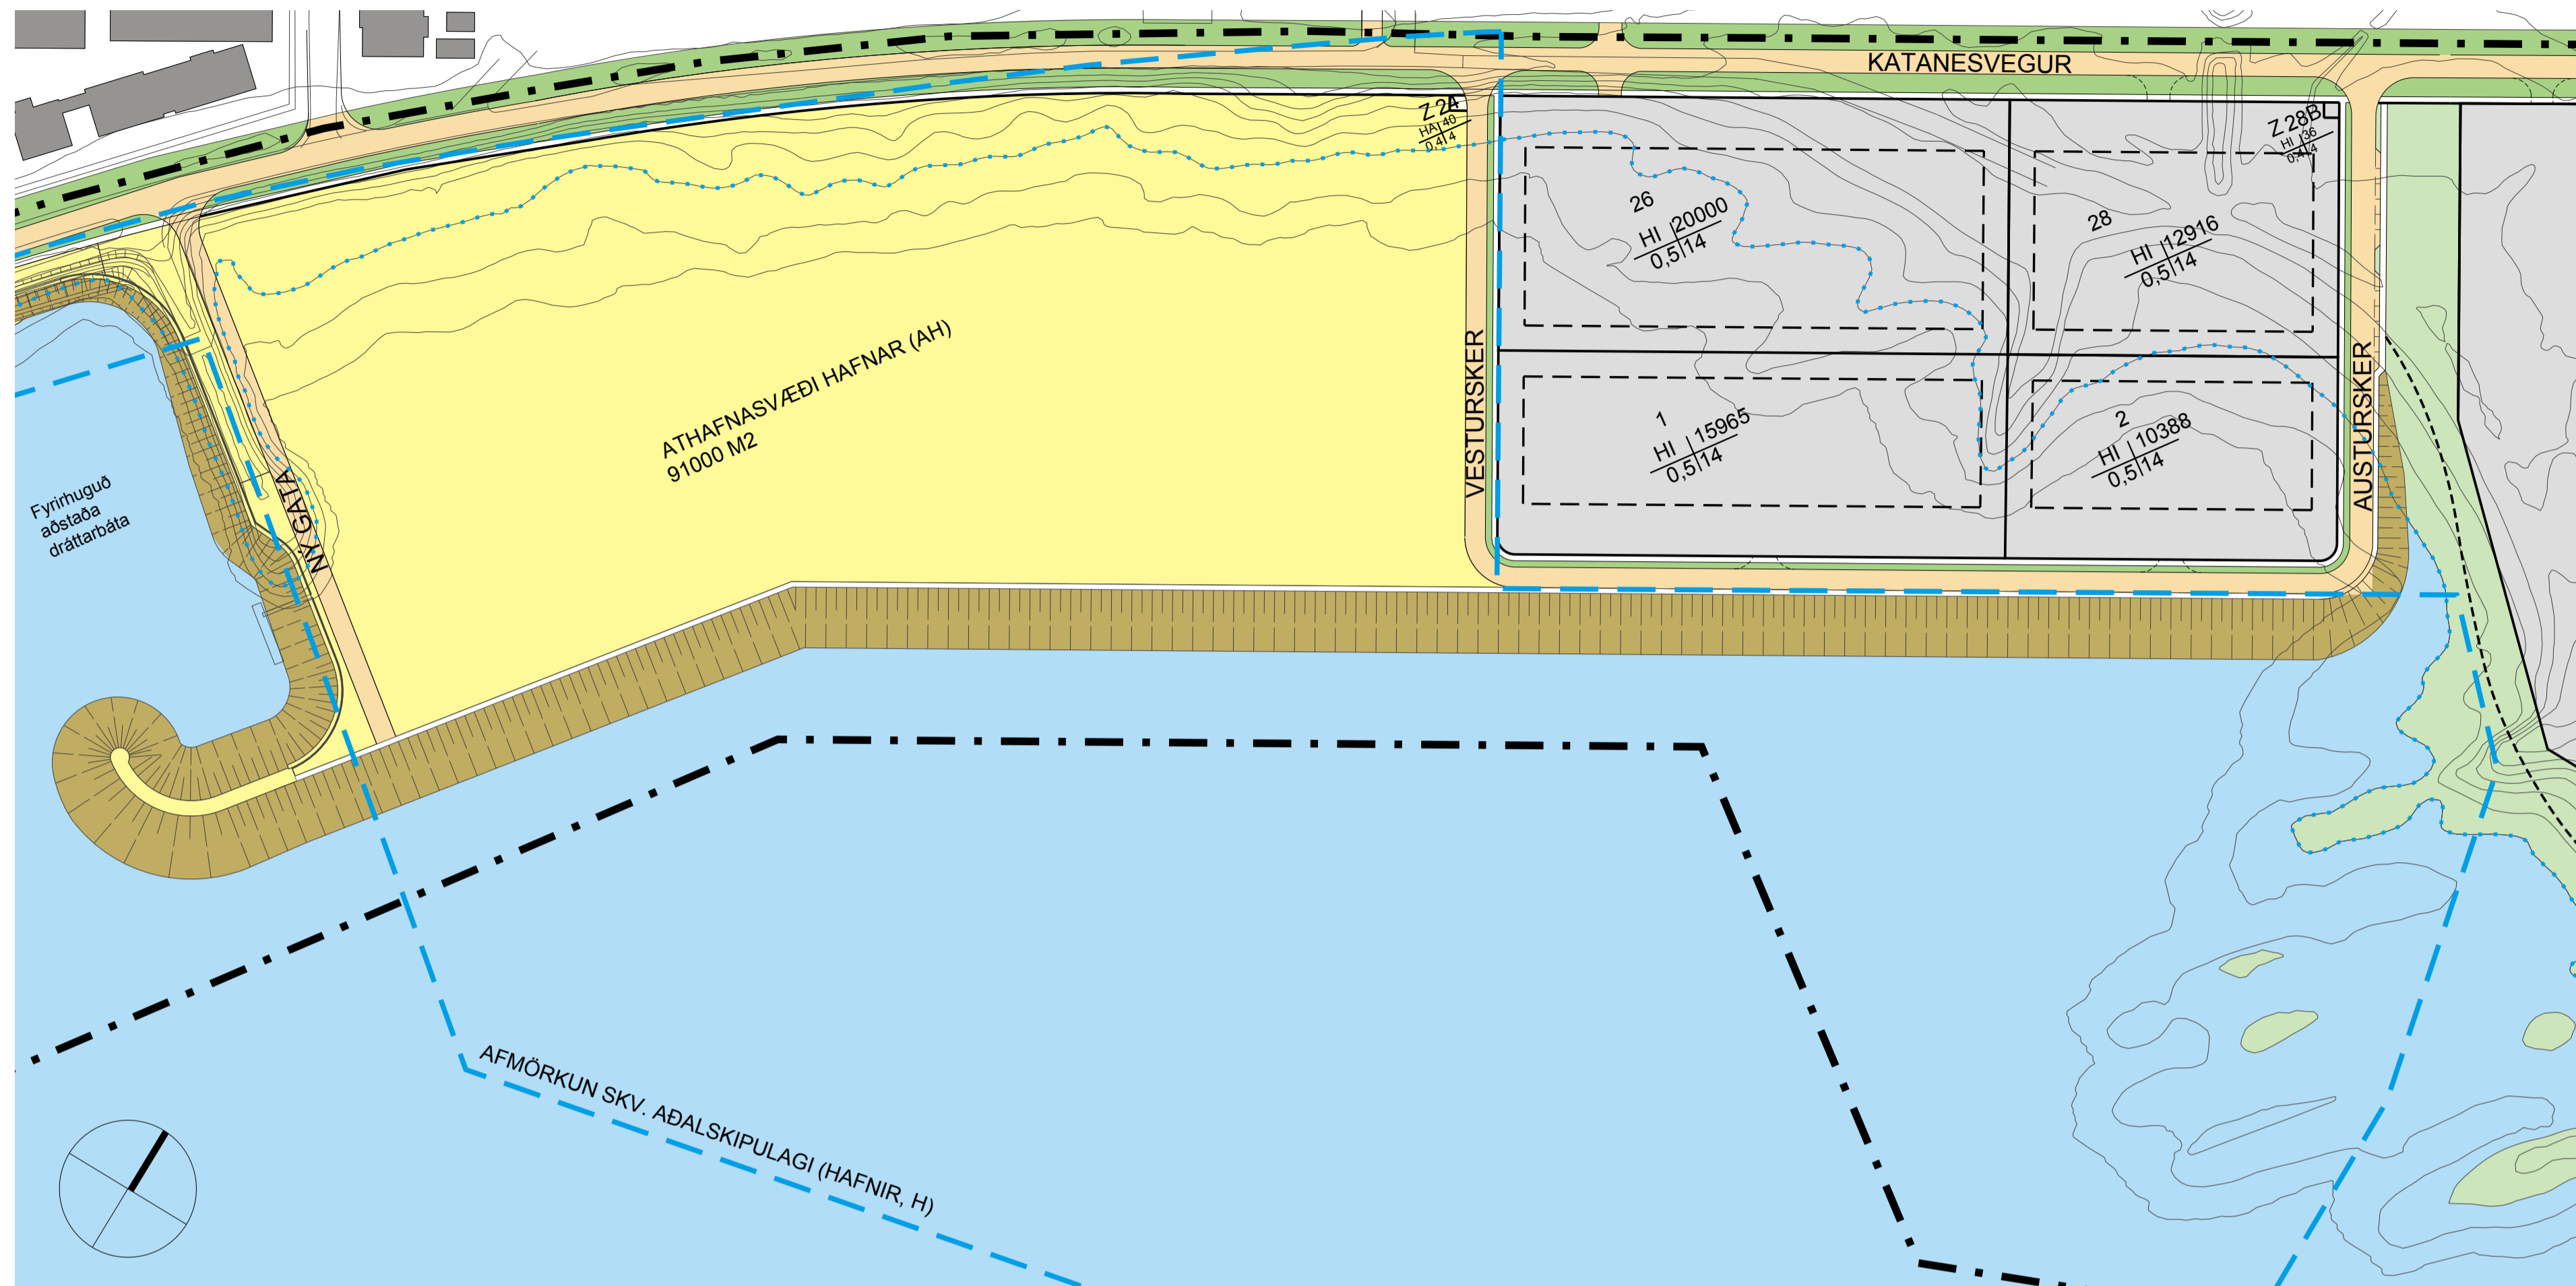 KATANESVEGUR
Z 2A
HA 40
0,4 4
Z 28B
HI 36
0,4 4
26
HI 20000
0,5 14
28
HI 12916
0,5 14
ATHAFNASVÆÐI HAFNAR (AH)
91000 M2
VESTURSKER
1
HI 15965
0,5 14
2
HI 10388
0,5 14
AUSTURSKER
Fyrirhuguð
aðstaða
dráttarbáta
NÝ GATA
AFMÖRKUN SKV. AÐALSKIPULAGI (HAFNIR, H)